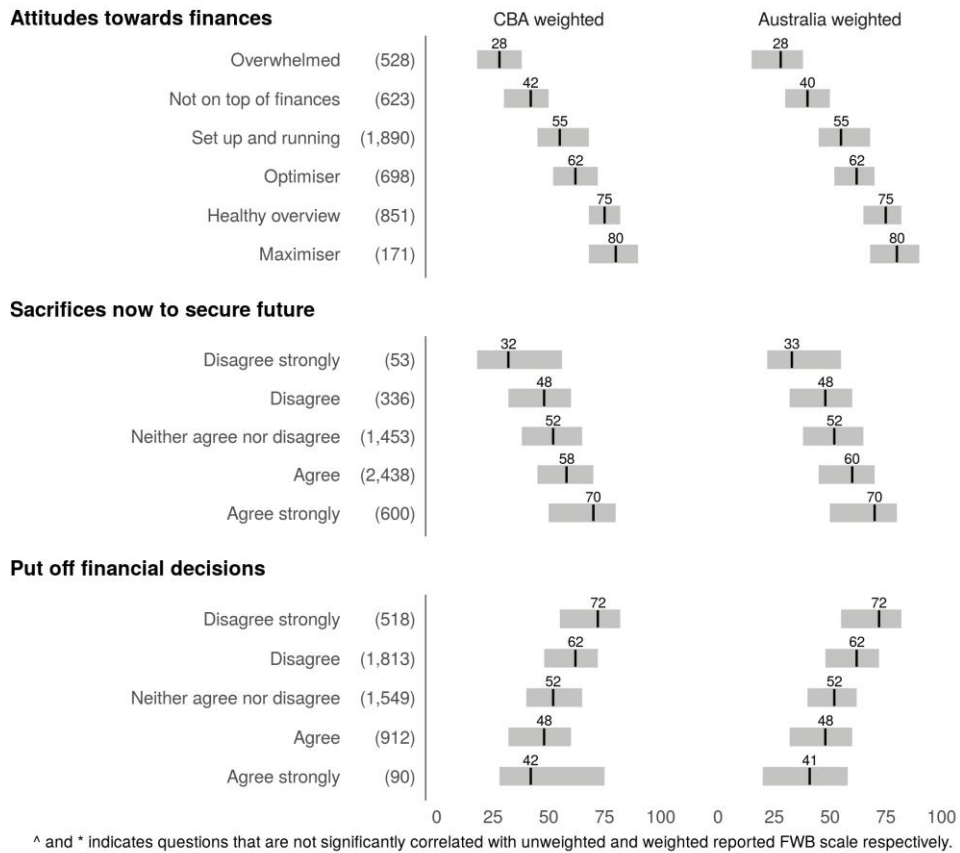 Attitudes towards finances CBA weighted Australia weighted
28 28
Overwhelmed (528)
42 40
Not on top of finances (623)
55 55
Set up and running (1,890)
62 62
Optimiser (698)
75 75
Healthy overview (851)
80 80
Maximiser (171)
Sacrifices now to secure future
32 33
Disagree strongly (53)
48 48
Disagree (336)
52 52
Neither agree nor disagree (1,453)
58 60
Agree (2,438)
70 70
Agree strongly (600)
Put off financial decisions
72 72
Disagree strongly (518)
62 62
Disagree (1,813)
52 52
Neither agree nor disagree (1,549)
48 48
Agree (912)
42 41
Agree strongly (90)
0 25 50 75 100 0 25 50 75 100
^ and * indicates questions that are not significantly correlated with unweighted and weighted reported FWB scale respectively.